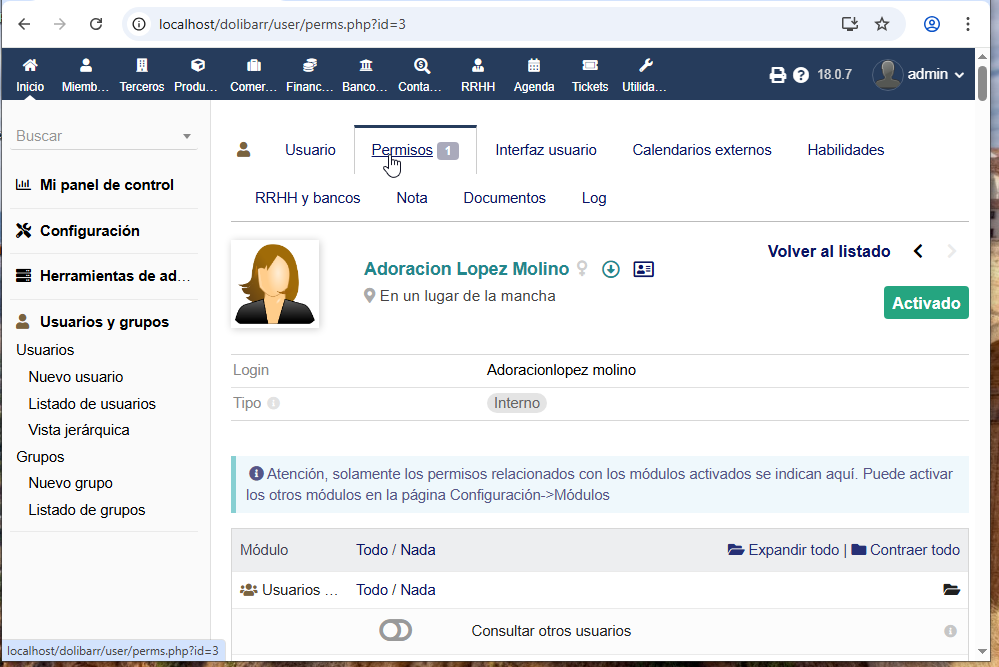 localhost/dolibarr/user/perms.php?id=3
Inicio Miemb… Terceros Produ… Comer… Financ… Banco… Conta… RRHH Agenda Tickets Utilida… 18.0.7 admin
Buscar
Mi panel de control
Configuración
Herramientas de ad…
Usuarios y grupos
Usuarios
Nuevo usuario
Listado de usuarios
Vista jerárquica
Grupos
Nuevo grupo
Listado de grupos
Usuario Permisos 1 Interfaz usuario Calendarios externos Habilidades
RRHH y bancos Nota Documentos Log
Volver al listado
Adoracion Lopez Molino
En un lugar de la mancha
Activado
Login Adoracionlopez molino
Tipo Interno
Atención, solamente los permisos relacionados con los módulos activados se indican aquí. Puede activar
los otros módulos en la página Configuración->Módulos
Módulo Todo / Nada Expandir todo | Contraer todo
Usuarios … Todo / Nada
Consultar otros usuarios
localhost/dolibarr/user/perms.php?id=3